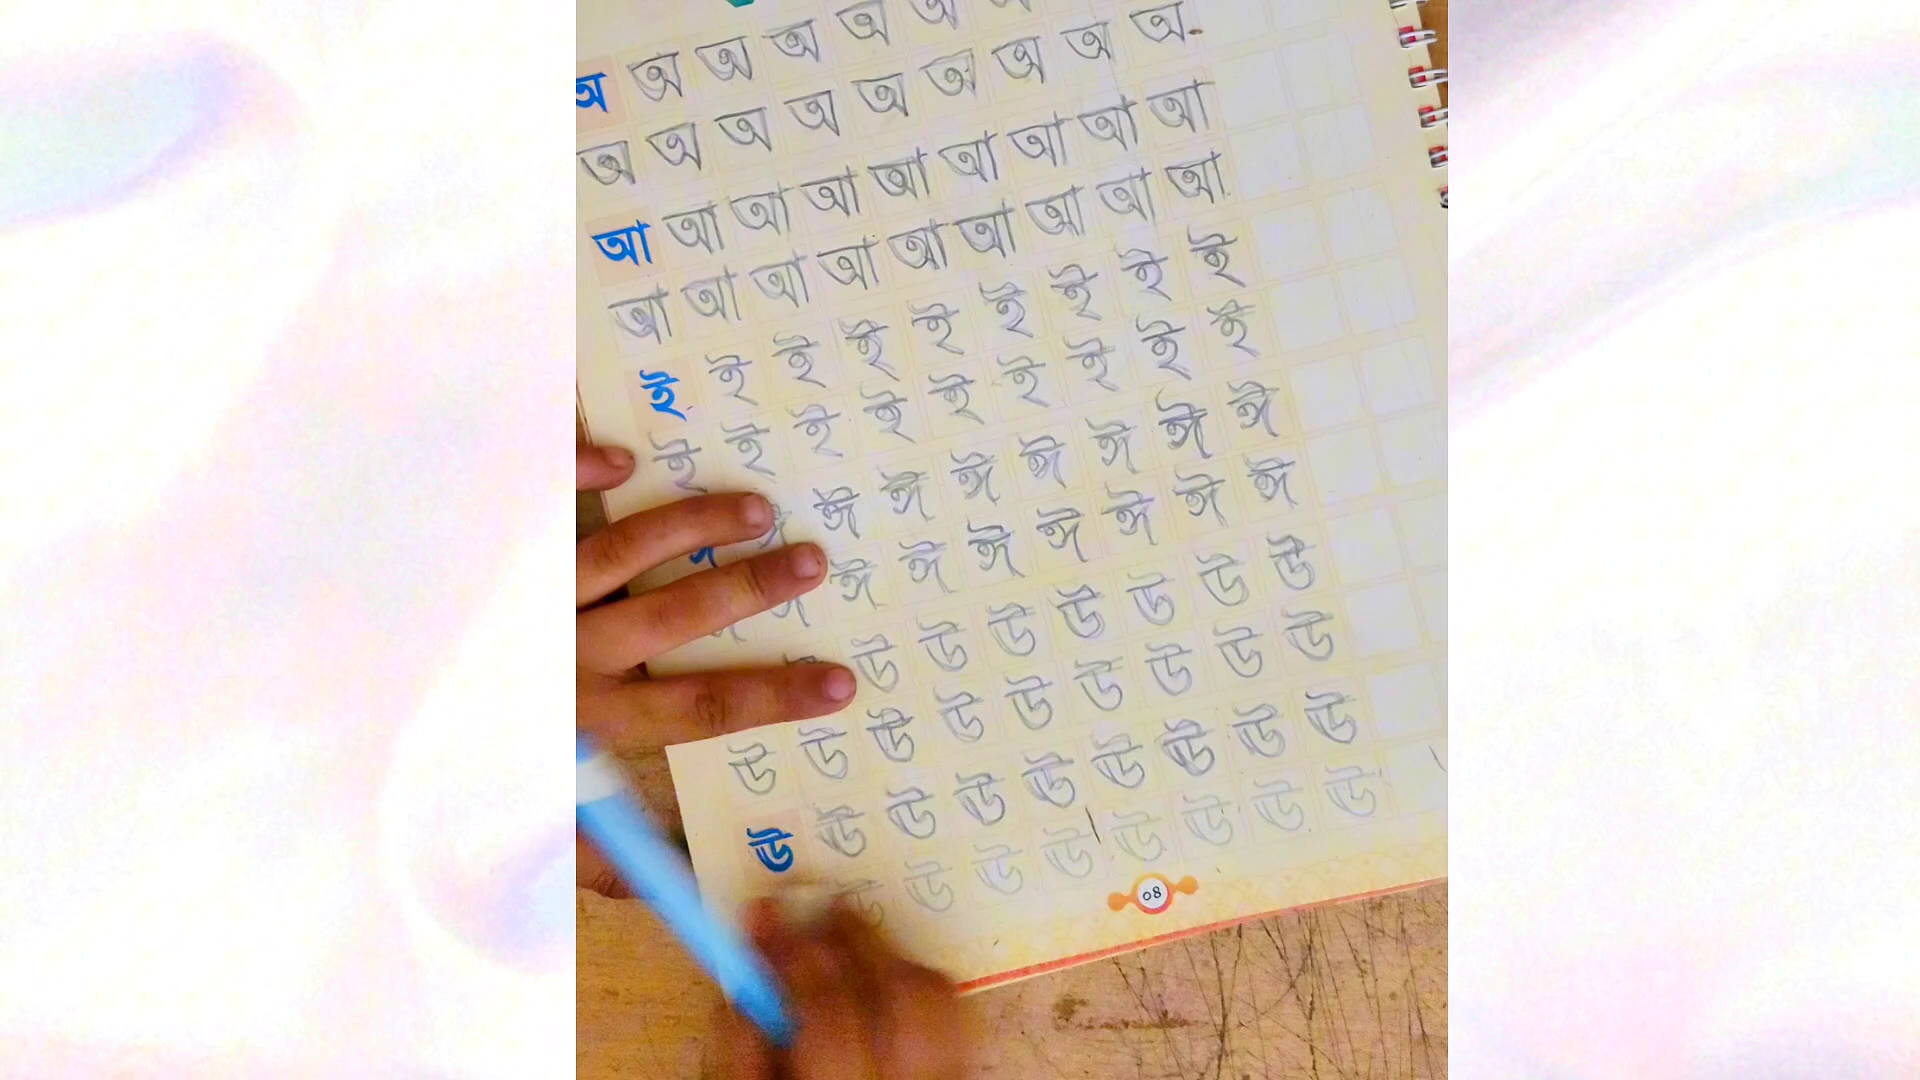 অ অ অ অ অ অ
অ অ অ অ অ অ অ অ অ
আ আ আ আ আ আ আ আ আ
আ আ আ আ আ আ আ আ আ
ই ই ই ই ই ই ই ই ই
ই ই ই ই ই ই ই ই ই
ঈ ঈ ঈ ঈ ঈ ঈ ঈ
ঈ ঈ ঈ ঈ ঈ ঈ ঈ
উ উ উ উ উ উ উ
উ উ উ উ উ উ উ উ উ
ঊ ঊ ঊ ঊ ঊ ঊ ঊ ঊ ঊ
ঊ ঊ ঊ ঊ ঊ ঊ ঊ ঊ
০৪